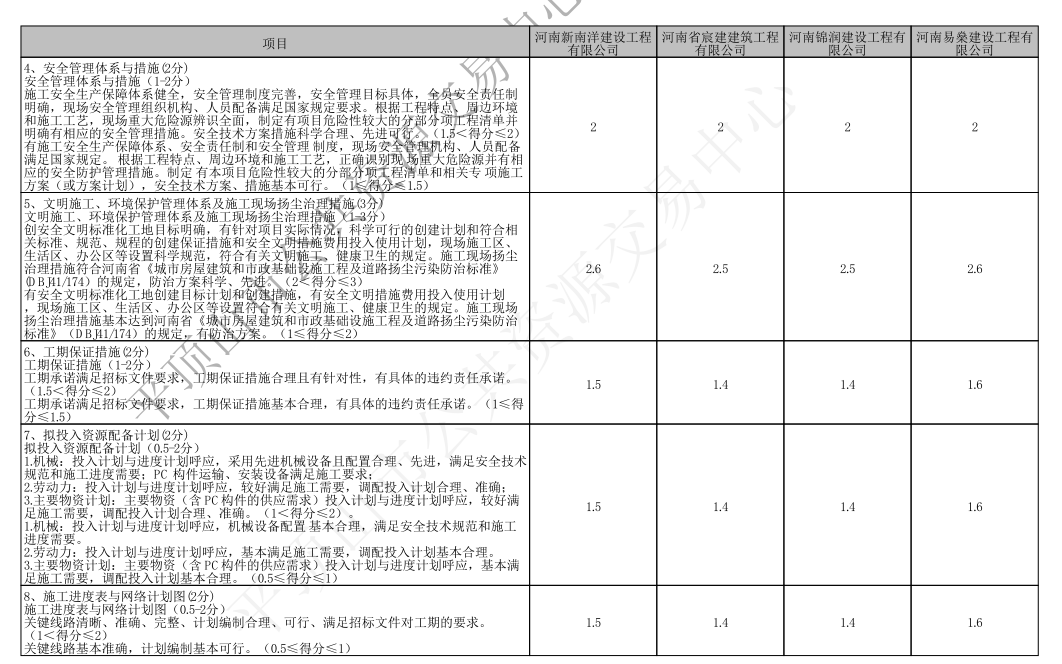 项目
河南新南洋建设工程
有限公司
河南省宸建建筑工程
有限公司
河南锦润建设工程有
限公司
河南易燊建设工程有
限公司
4、安全管理体系与措施(2分)
安全管理体系与措施（1-2分）
施工安全生产保障体系健全，安全管理制度完善，安全管理目标具体，全员安全责任制
明确，现场安全管理组织机构、人员配备满足国家规定要求。根据工程特点，周边环境
和施工工艺，现场重大危险源辨识全面，制定有项目危险性较大的分部分项工程清单并
明确有相应的安全管理措施。安全技术方案措施科学合理、先进可行。（1.5＜得分≤2）
有施工安全生产保障体系、安全责任制和安全管理 制度，现场安全管理机构、人员配备
满足国家规定。 根据工程特点、周边环境和施工工艺，正确识别现 场重大危险源并有相
应的安全防护管理措施。制定 有本项目危险性较大的分部分项工程清单和相关专 项施工
方案（或方案计划），安全技术方案、措施基本可行。（1≤得分≤1.5）
2
2
2
2
5、文明施工、环境保护管理体系及施工现场扬尘治理措施(3分)
文明施工、环境保护管理体系及施工现场扬尘治理措施（1-3分）
创安全文明标准化工地目标明确，有针对项目实际情况，科学可行的创建计划和符合相
关标准、规范、规程的创建保证措施和安全文明措施费用投入使用计划，现场施工区、
生活区、办公区等设置科学规范，符合有关文明施工、健康卫生的规定。施工现场扬尘
治理措施符合河南省《城市房屋建筑和市政基础设施工程及道路扬尘污染防治标准》
（DBJ41/174）的规定，防治方案科学、先进。（2＜得分≤3）
有安全文明标准化工地创建目标计划和创建措施，有安全文明措施费用投入使用计划
，现场施工区、生活区、办公区等设置符合有关文明施工、健康卫生的规定。施工现场
扬尘治理措施基本达到河南省《城市房屋建筑和市政基础设施工程及道路扬尘污染防治
标准》（DBJ41/174）的规定，有防治方案。（1≤得分≤2）
2.6
2.5
2.5
2.6
6、工期保证措施(2分)
工期保证措施（1-2分）
工期承诺满足招标文件要求，工期保证措施合理且有针对性，有具体的违约责任承诺。
（1.5＜得分≤2）
工期承诺满足招标文件要求，工期保证措施基本合理，有具体的违约责任承诺。（1≤得
分≤1.5）
1.5
1.4
1.4
1.6
7、拟投入资源配备计划(2分)
拟投入资源配备计划（0.5-2分）
1.机械：投入计划与进度计划呼应，采用先进机械设备且配置合理、先进，满足安全技术
规范和施工进度需要；PC 构件运输、安装设备满足施工要求；
2.劳动力：投入计划与进度计划呼应，较好满足施工需要，调配投入计划合理、准确；
3.主要物资计划：主要物资（含PC构件的供应需求）投入计划与进度计划呼应，较好满
足施工需要，调配投入计划合理、准确。（1＜得分≤2）。
1.机械：投入计划与进度计划呼应，机械设备配置 基本合理，满足安全技术规范和施工
进度需要。
2.劳动力：投入计划与进度计划呼应，基本满足施工需要，调配投入计划基本合理。
3.主要物资计划：主要物资（含PC构件的供应需求）投入计划与进度计划呼应，基本满
足施工需要，调配投入计划基本合理。（0.5≤得分≤1）
1.5
1.4
1.4
1.6
8、施工进度表与网络计划图(2分)
施工进度表与网络计划图（0.5-2分）
关键线路清晰、准确、完整、计划编制合理、可行、满足招标文件对工期的要求。
（1＜得分≤2）
关键线路基本准确，计划编制基本可行。（0.5≤得分≤1）
1.5
1.4
1.4
1.6
平顶山市公共资源交易中心
平顶山市公共资源交易中心